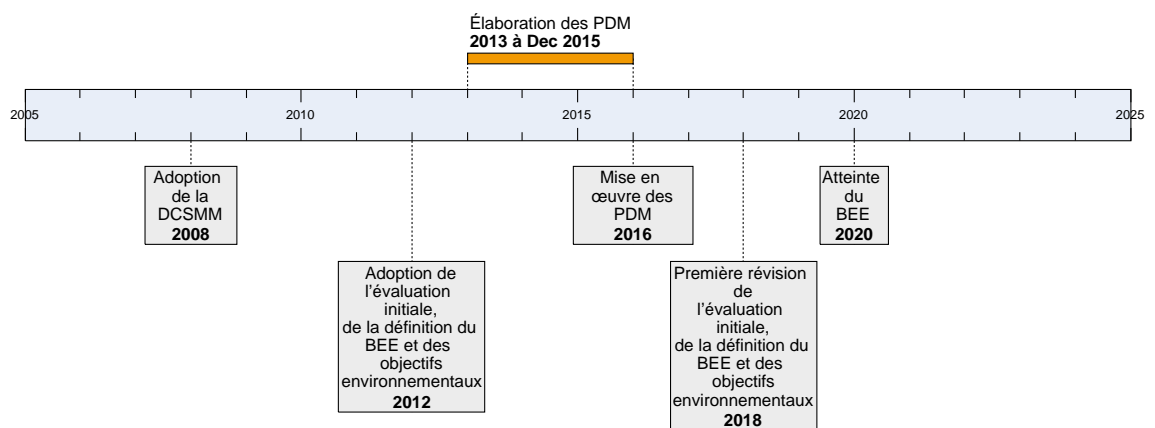 Élaboration des PDM
2013 à Dec 2015
2005
2010
2015
2020
2025
Adoption
de la
DCSMM
2008
Mise en
œuvre des
PDM
2016
Atteinte
du
BEE
2020
Adoption de
l'évaluation
initiale,
de la définition du
BEE et des
objectifs
environnementaux
2012
Première révision
de
l'évaluation
initiale,
de la définition du
BEE et des
objectifs
environnementaux
2018